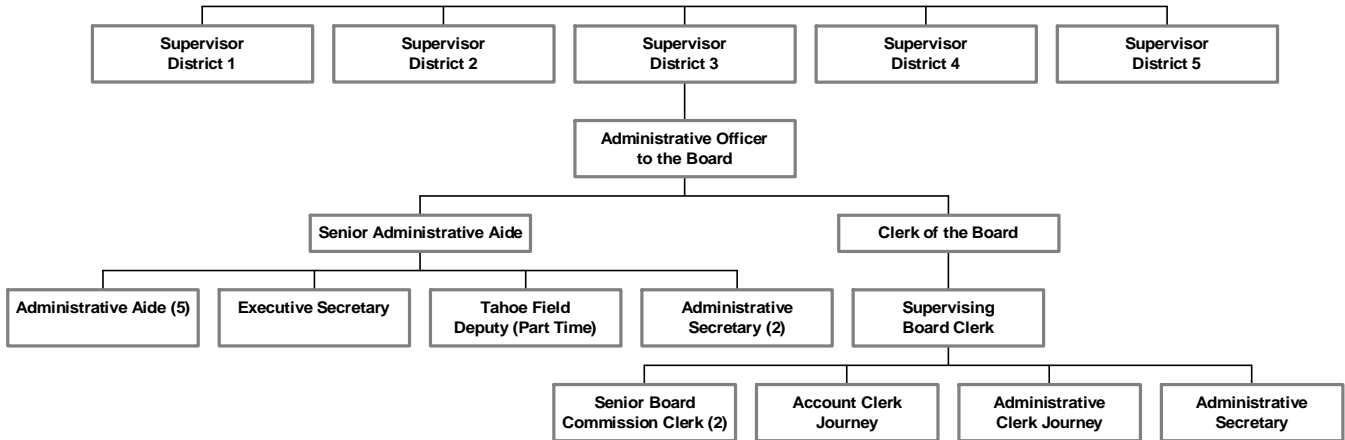 Supervisor
District 1
Supervisor
District 2
Supervisor
District 3
Supervisor
District 4
Supervisor
District 5
Administrative Officer
to the Board
Senior Administrative Aide
Clerk of the Board
Administrative Aide (5)
Executive Secretary
Tahoe Field
Deputy (Part Time)
Administrative
Secretary (2)
Supervising
Board Clerk
Senior Board
Commission Clerk (2)
Account Clerk
Journey
Administrative
Clerk Journey
Administrative
Secretary